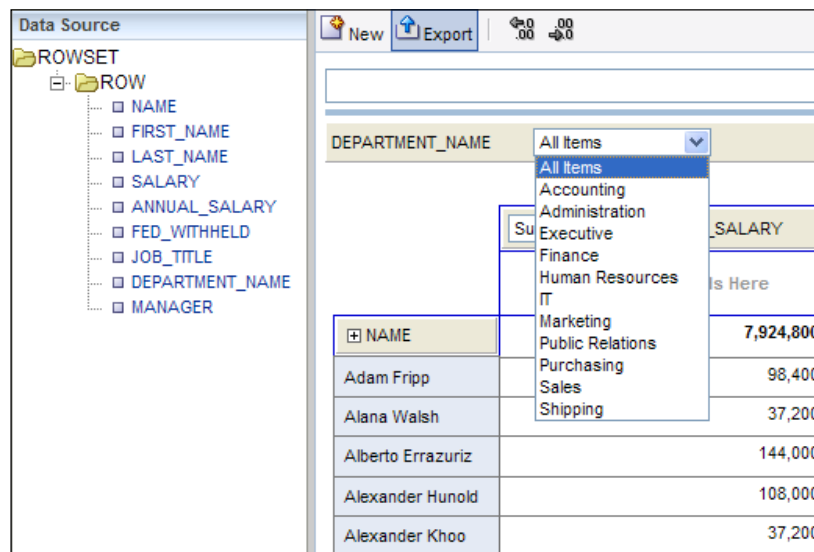 Data Source
ROWSET
ROW
NAME
FIRST_NAME
LAST_NAME
SALARY
ANNUAL_SALARY
FED_WITHHELD
JOB_TITLE
DEPARTMENT_NAME
MANAGER
New Export .00 .00
DEPARTMENT_NAME All Items
All Items
Accounting
Administration
Executive
Finance
Human Resources
IT
Marketing
Public Relations
Purchasing
Sales
Shipping
Su _SALARY
ls Here
NAME 7,924,800
Adam Fripp 98,400
Alana Walsh 37,200
Alberto Errazuriz 144,000
Alexander Hunold 108,000
Alexander Khoo 37,200